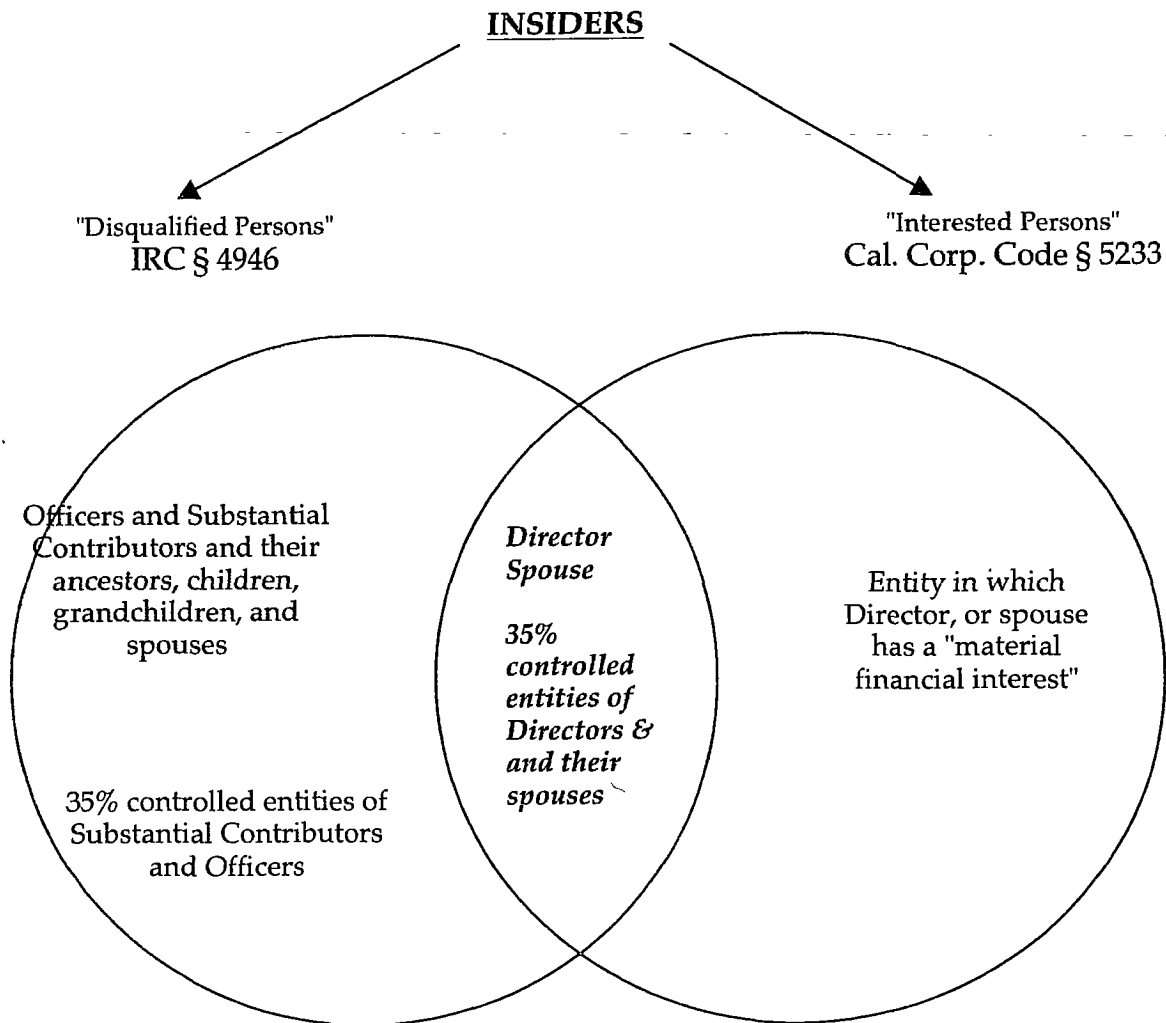 INSIDERS
"Disqualified Persons"
IRC § 4946
"Interested Persons"
Cal. Corp. Code § 5233
Officers and Substantial
Contributors and their
ancestors, children,
grandchildren, and
spouses
35% controlled entities of
Substantial Contributors
and Officers
Director
Spouse
35%
controlled
entities of
Directors &
and their
spouses
Entity in which
Director, or spouse
has a "material
financial interest"